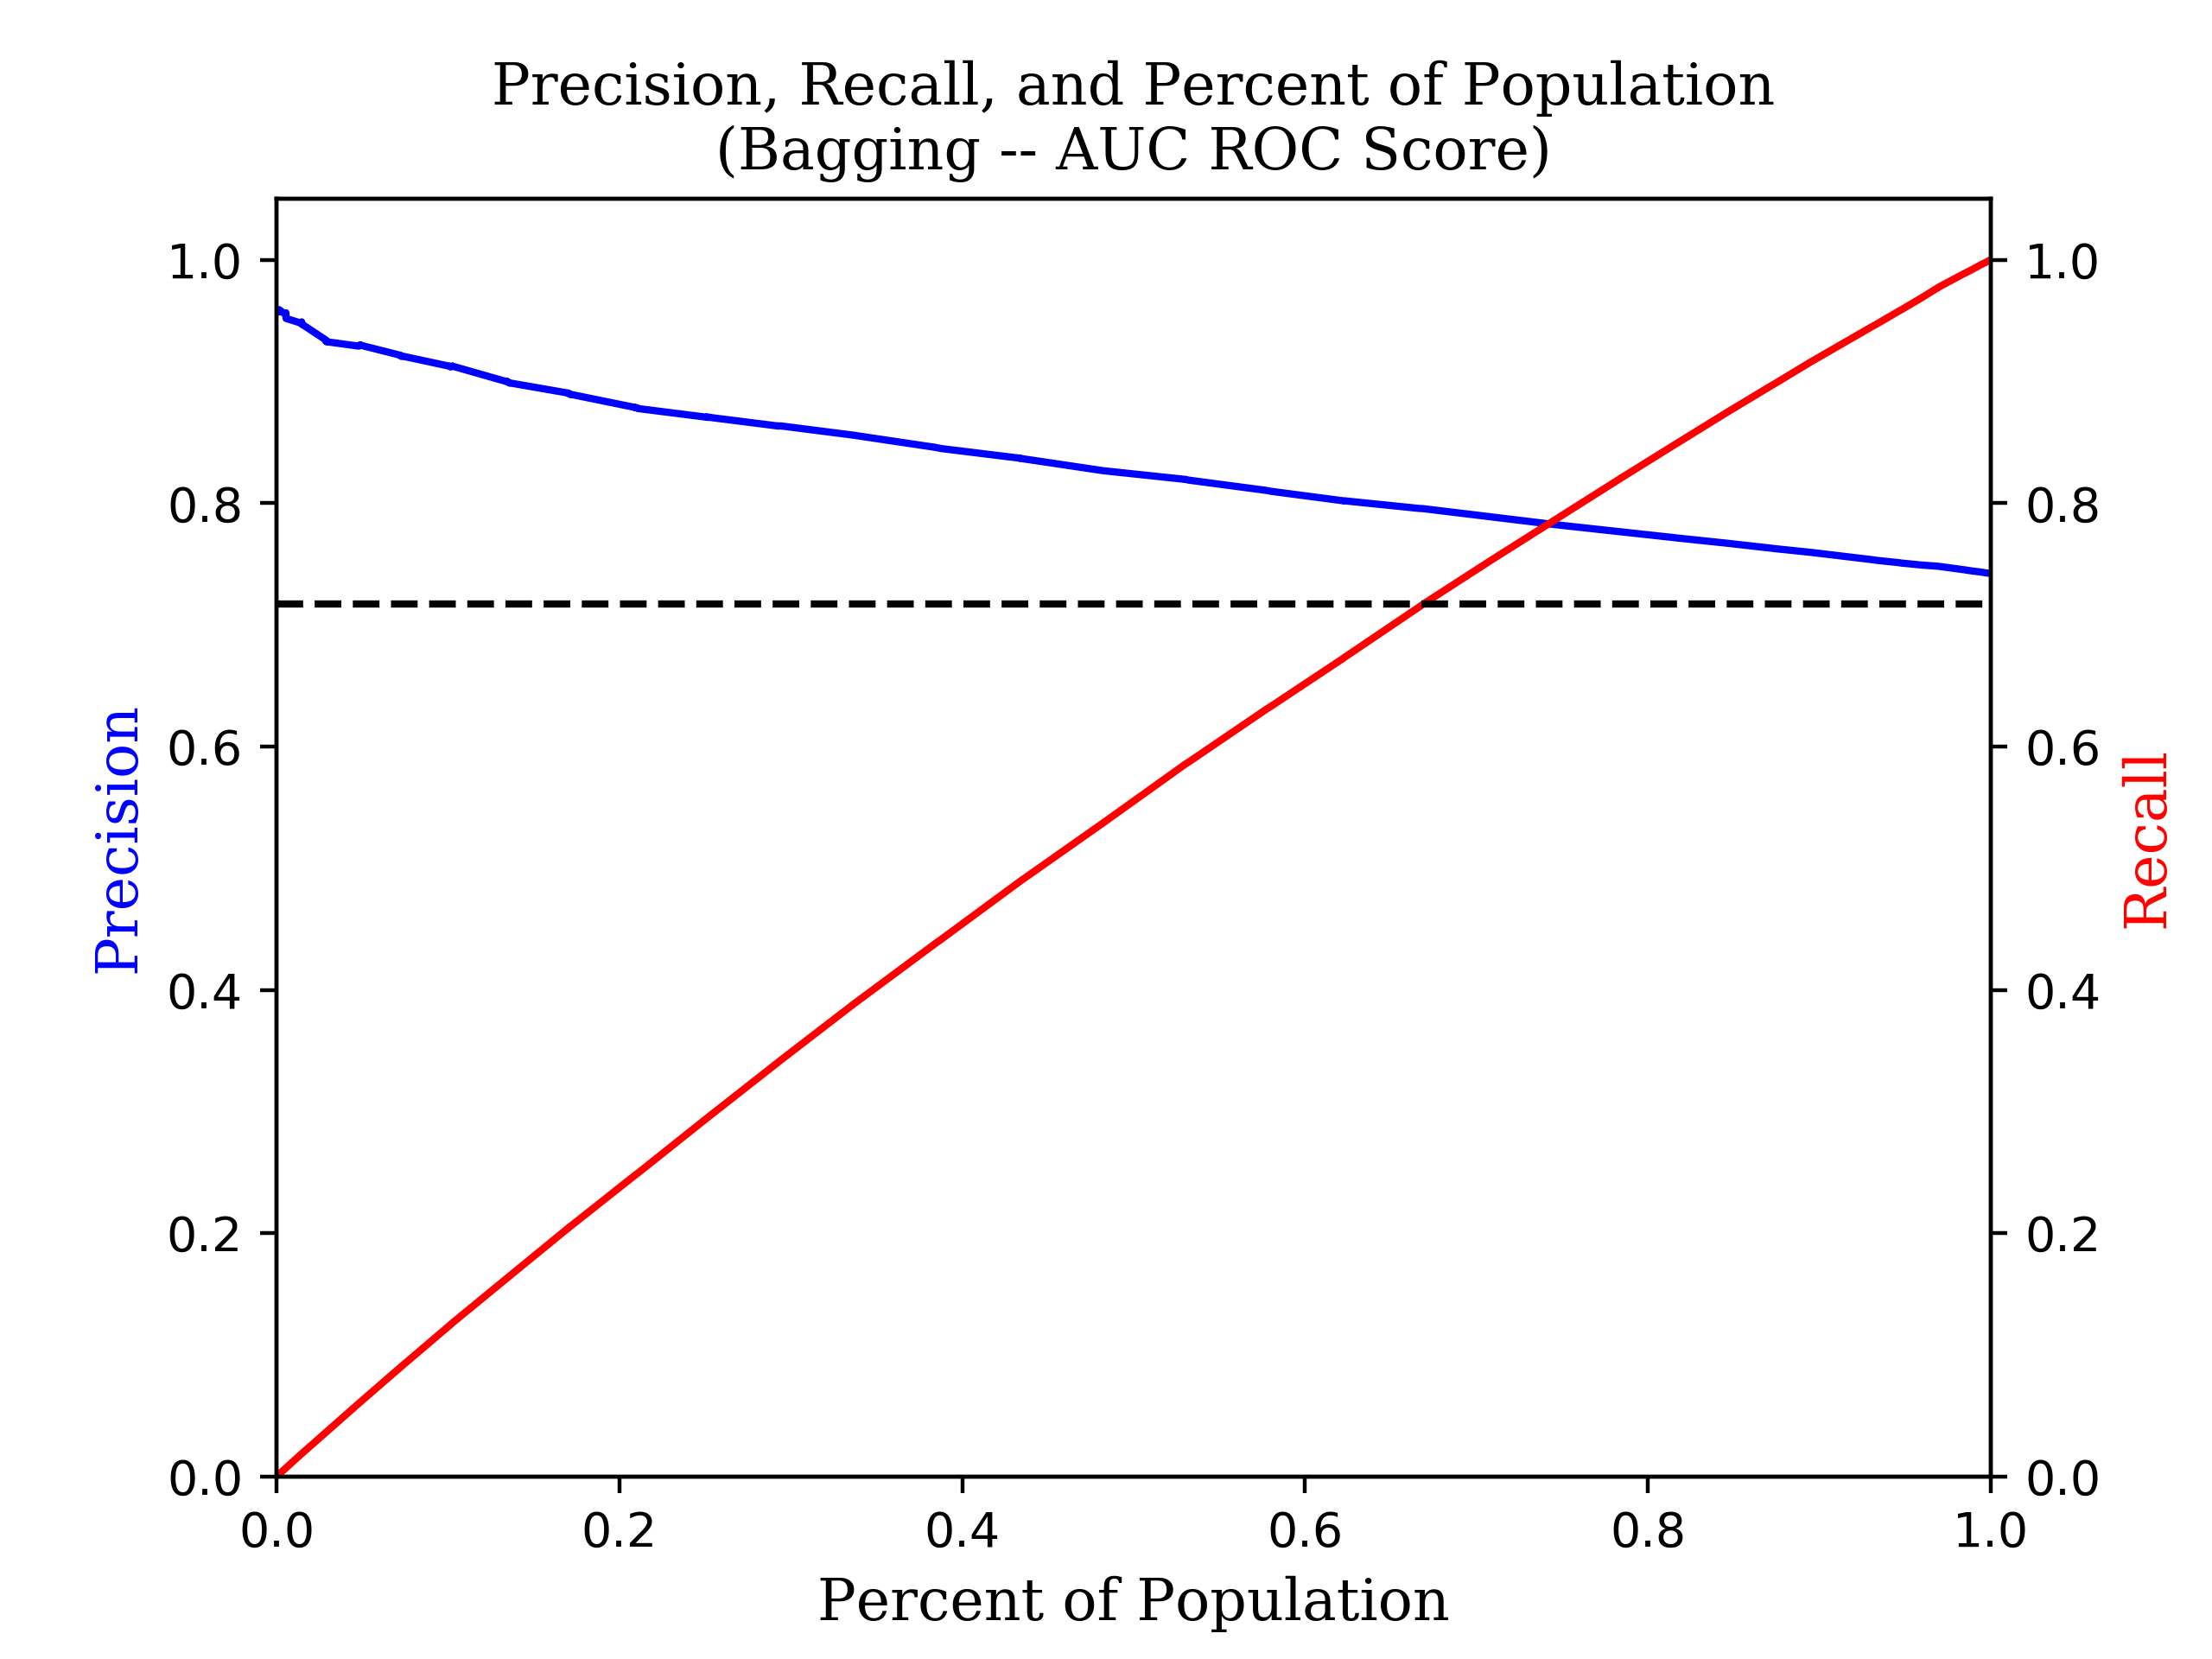 Precision, Recall, and Percent of Population
(Bagging -- AUC ROC Score)
1.0
0.8
0.6
0.4
0.2
0.0
Precision
1.0
0.8
0.6
0.4
0.2
0.0
Recall
0.0 0.2 0.4 0.6 0.8 1.0
Percent of Population